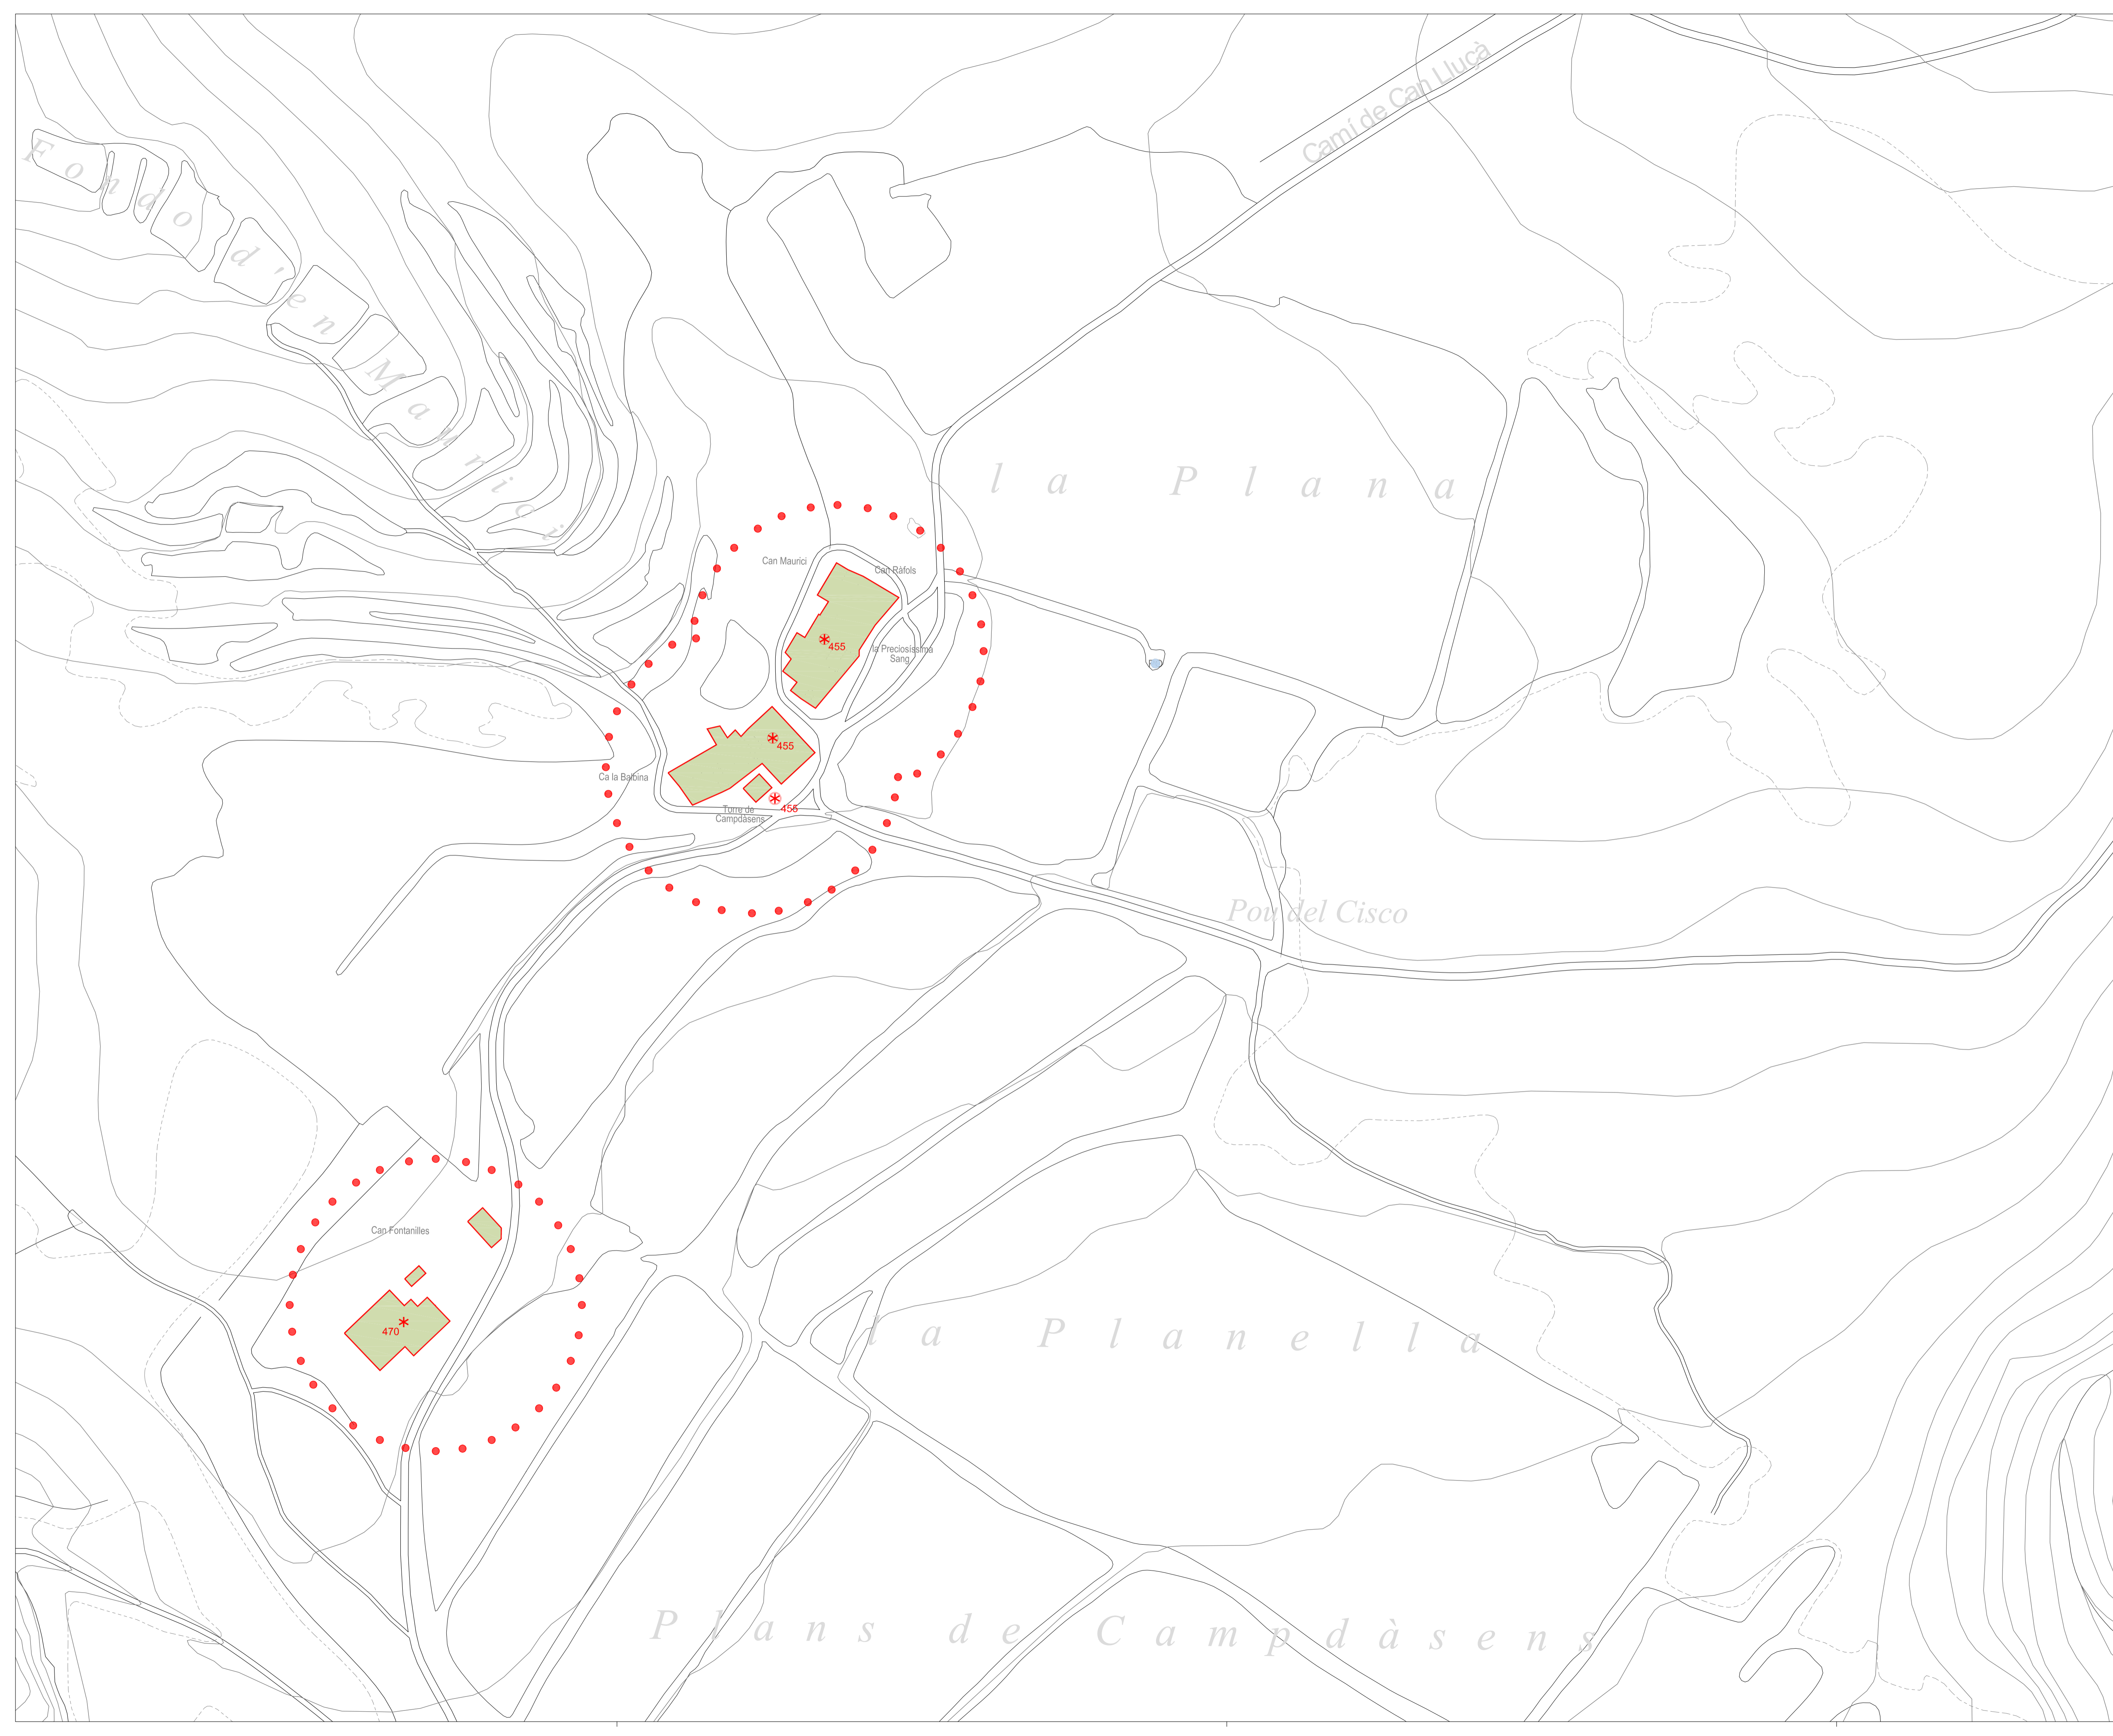 Camí de Can Lluçà
Fondo d'en Maurici
la Plana
Can Maurici
Can Ràfols
455
la Preciosíssima
Sang
455
Ca la Balbina
455
Torre de
Campdàsens
Pou del Cisco
Can Fontanilles
470
la Planella
Plans de Campdàsens